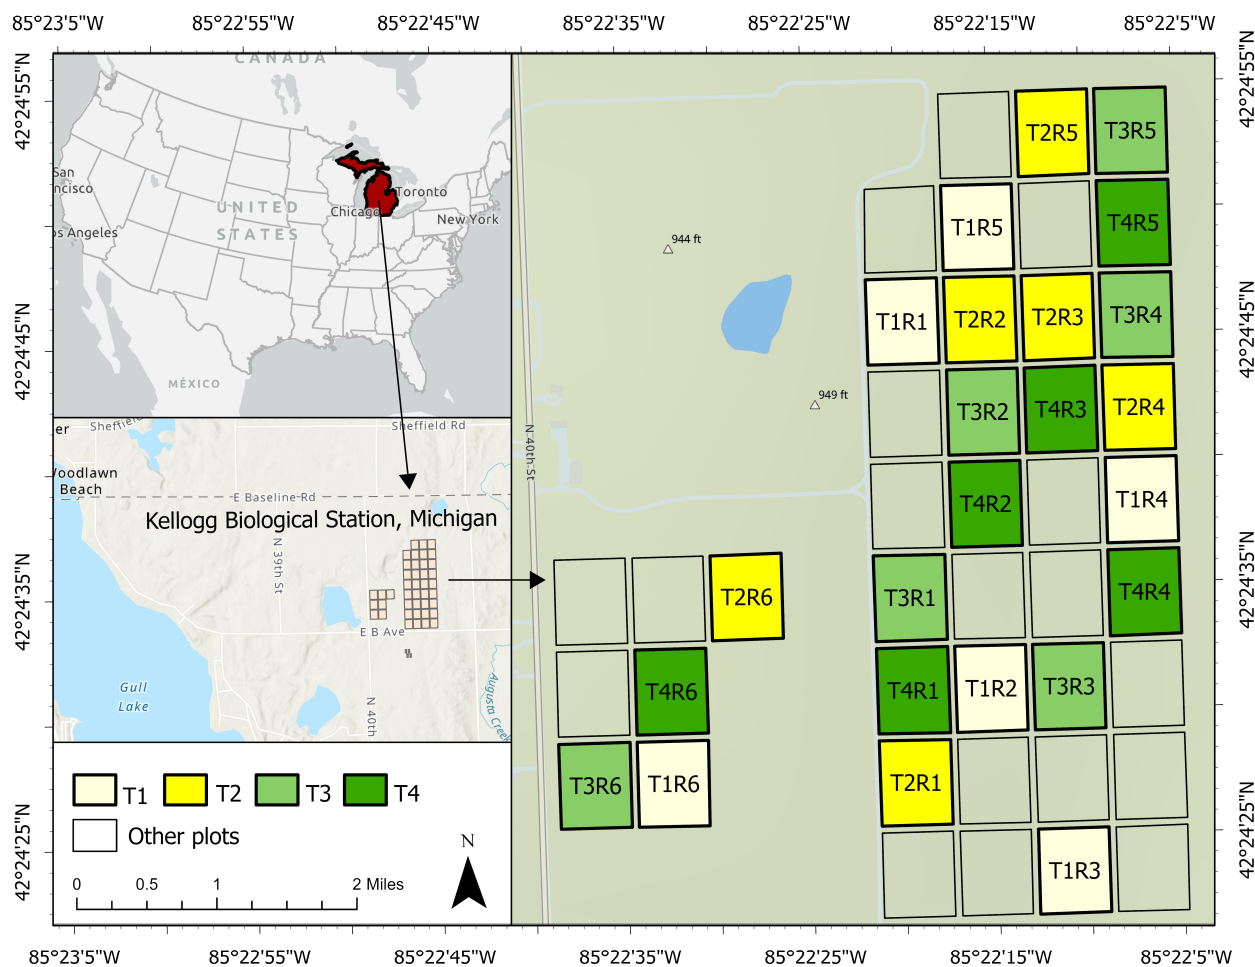 85°23'5"W 85°22'55"W 85°22'45"W 85°22'35"W 85°22'25"W 85°22'15"W 85°22'5"W
42°24'55"N
42°24'45"N
42°24'35"N
42°24'25"N
CANADA
San
ncisco
os Angeles
UNITED
STATES
Chicago
Toronto
New York
MÉXICO
er
Sheffield
Sheffield Rd
Woodlawn
Beach
E Baseline Rd
Kellogg Biological Station, Michigan
N 39th St
E B Ave
Gull
Lake
N 40th
Augusta Creek
T1 T2 T3 T4
Other plots
0 0.5 1 2 Miles
N
944 ft
949 ft
N 40th St
T2R5 T3R5
T1R5 T4R5
T1R1 T2R2 T2R3 T3R4
T3R2 T4R3 T2R4
T4R2 T1R4
T2R6 T3R1 T4R4
T4R6 T4R1 T1R2 T3R3
T3R6 T1R6 T2R1
T1R3
42°24'55"N
42°24'45"N
42°24'35"N
42°24'25"N
85°23'5"W 85°22'55"W 85°22'45"W 85°22'35"W 85°22'25"W 85°22'15"W 85°22'5"W